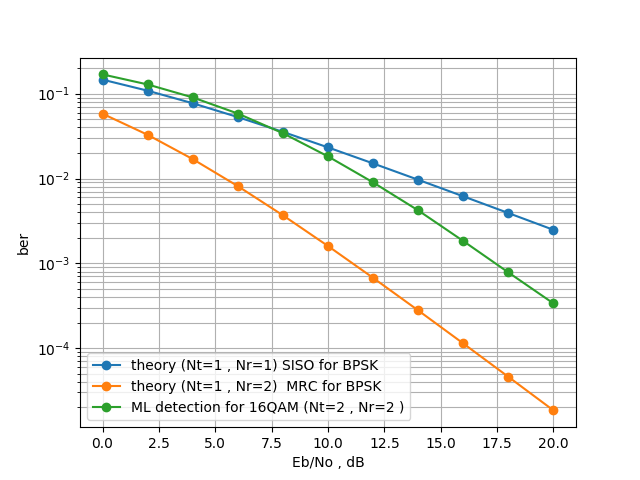 10⁻¹
10⁻²
10⁻³
10⁻⁴
ber
theory (Nt=1 , Nr=1) SISO for BPSK
theory (Nt=1 , Nr=2)  MRC for BPSK
ML detection for 16QAM (Nt=2 , Nr=2 )
0.0 2.5 5.0 7.5 10.0 12.5 15.0 17.5 20.0
Eb/No , dB